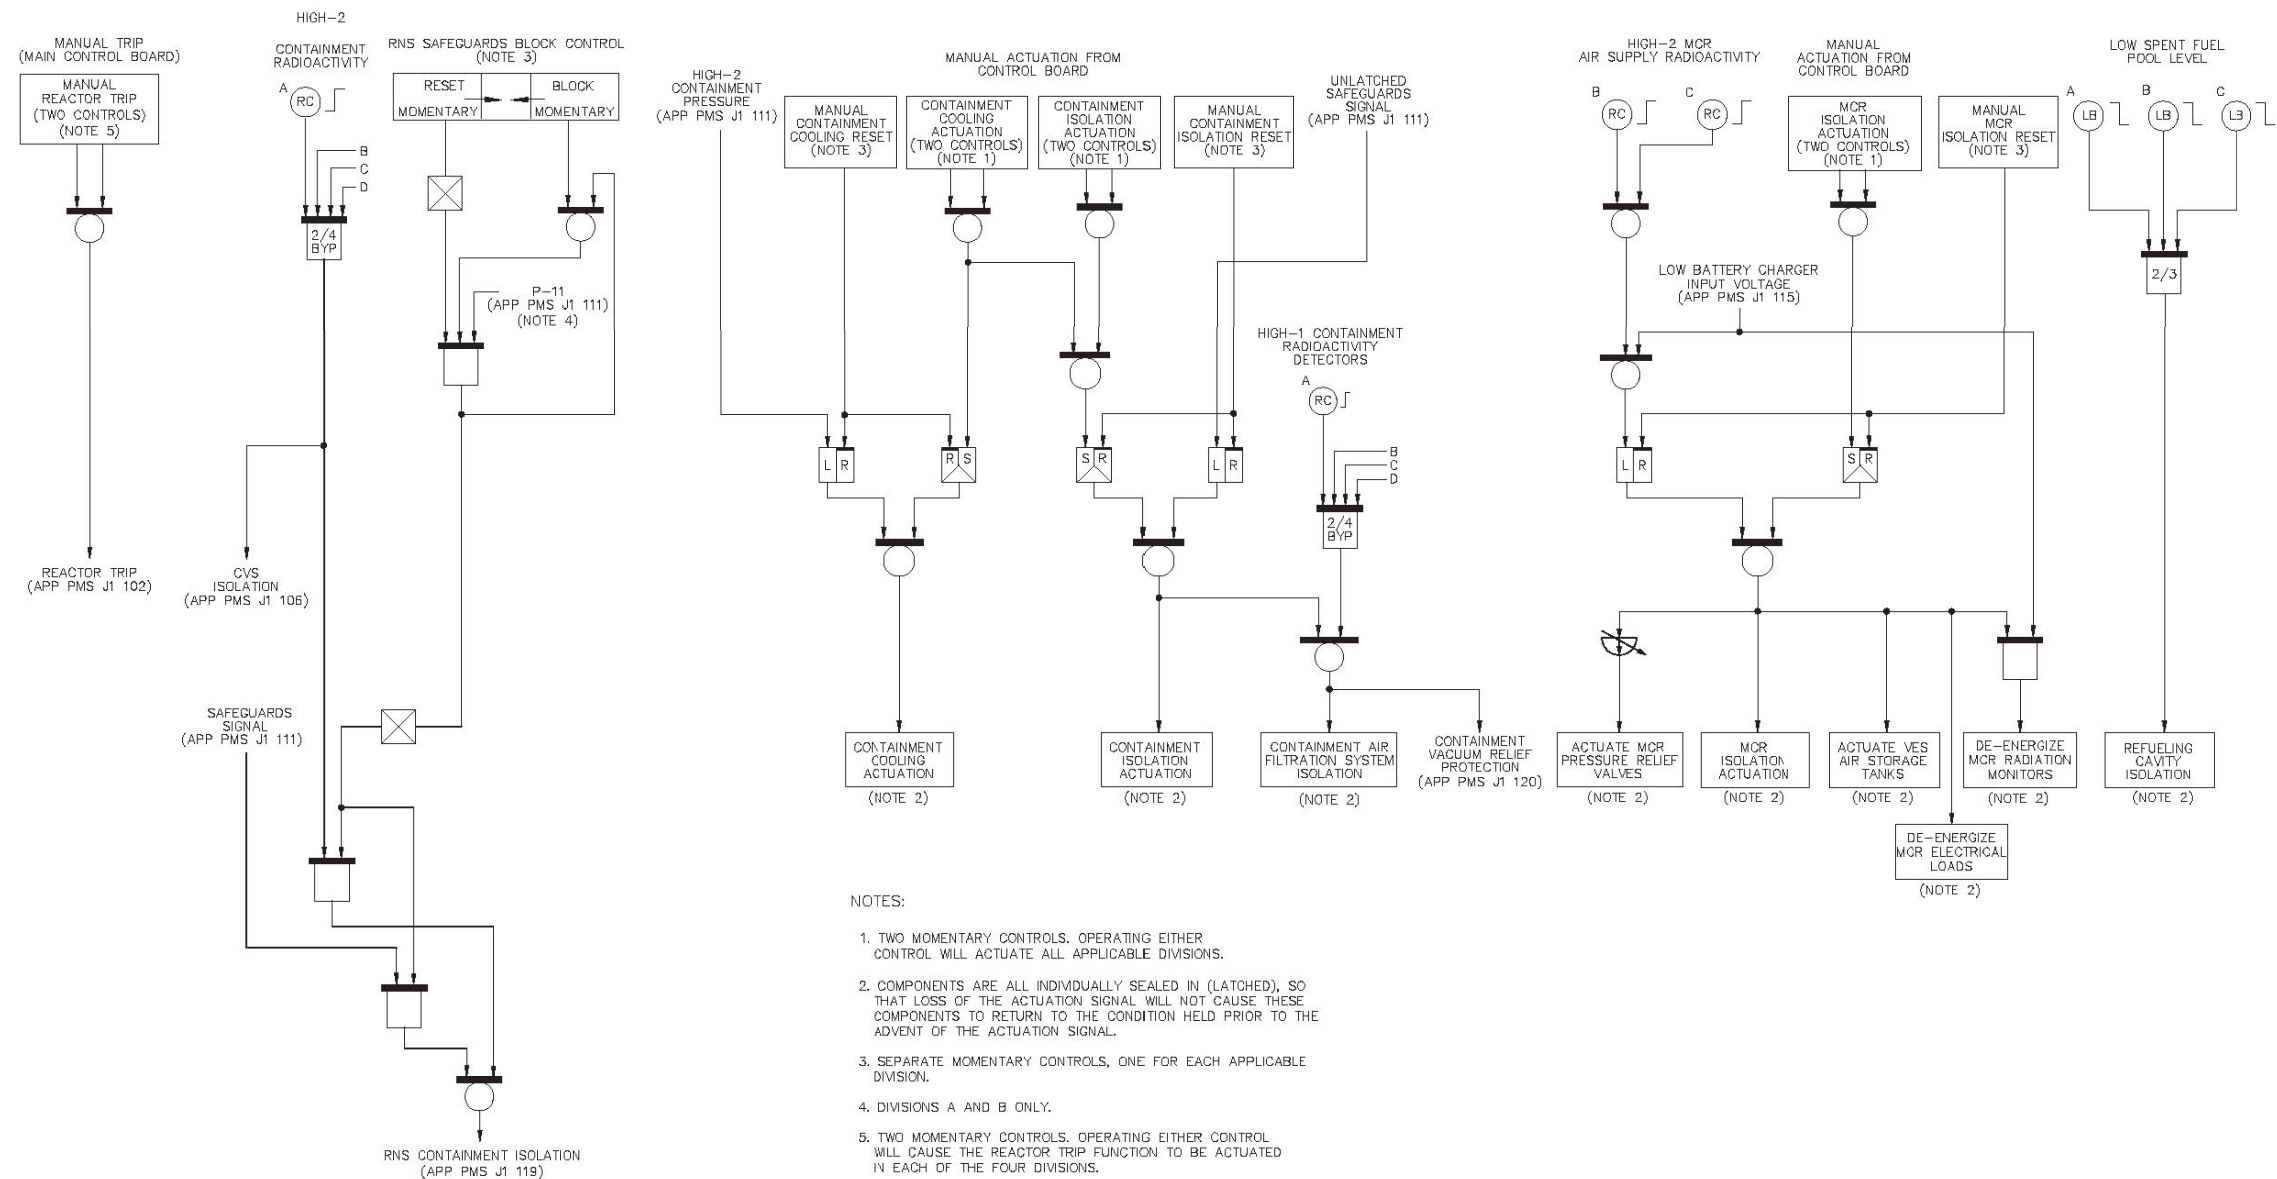 MANUAL TRIP
(MAIN CONTROL BOARD)
MANUAL
REACTOR TRIP
(TWO CONTROLS)
(NOTE 5)
REACTOR TRIP
(APP PMS J1 102)
HIGH-2
CONTAINMENT
RADIOACTIVITY
A
RC
B
C
D
2/4
BYP
CVS
ISOLATION
(APP PMS J1 106)
RNS SAFEGUARDS BLOCK CONTROL
(NOTE 3)
RESET
BLOCK
MOMENTARY
MOMENTARY
P-11
(APP PMS J1 111)
(NOTE 4)
SAFEGUARDS
SIGNAL
(APP PMS J1 111)
RNS CONTAINMENT ISOLATION
(APP PMS J1 119)
HIGH-2
CONTAINMENT
PRESSURE
(APP PMS J1 111)
MANUAL ACTUATION FROM
CONTROL BOARD
MANUAL
CONTAINMENT
COOLING RESET
(NOTE 3)
CONTAINMENT
COOLING
ACTUATION
(TWO CONTROLS)
(NOTE 1)
CONTAINMENT
ISOLATION
ACTUATION
(TWO CONTROLS)
(NOTE 1)
MANUAL
CONTAINMENT
ISOLATION RESET
(NOTE 3)
UNLATCHED
SAFEGUARDS
SIGNAL
(APP PMS J1 111)
HIGH-1 CONTAINMENT
RADIOACTIVITY
DETECTORS
A
RC
B
C
D
2/4
BYP
L R
R S
S R
L R
CONTAINMENT
COOLING
ACTUATION
(NOTE 2)
CONTAINMENT
ISOLATION
ACTUATION
(NOTE 2)
CONTAINMENT AIR
FILTRATION SYSTEM
ISOLATION
(NOTE 2)
CONTAINMENT
VACUUM RELIEF
PROTECTION
(APP PMS J1 120)
HIGH-2 MCR
AIR SUPPLY RADIOACTIVITY
B
RC
C
RC
MANUAL
ACTUATION FROM
CONTROL BOARD
MCR
ISOLATION
ACTUATION
(TWO CONTROLS)
(NOTE 1)
MANUAL
MCR
ISOLATION RESET
(NOTE 3)
LOW BATTERY CHARGER
INPUT VOLTAGE
(APP PMS J1 115)
L R
S R
ACTUATE MCR
PRESSURE RELIEF
VALVES
(NOTE 2)
MCR
ISOLATION
ACTUATION
(NOTE 2)
ACTUATE VES
AIR STORAGE
TANKS
(NOTE 2)
DE-ENERGIZE
MCR RADIATION
MONITORS
(NOTE 2)
DE-ENERGIZE
MCR ELECTRICAL
LOADS
(NOTE 2)
LOW SPENT FUEL
POOL LEVEL
A
B
C
LB
LB
LB
2/3
REFUELING
CAVITY
ISOLATION
(NOTE 2)
NOTES:
1. TWO MOMENTARY CONTROLS. OPERATING EITHER
CONTROL WILL ACTUATE ALL APPLICABLE DIVISIONS.
2. COMPONENTS ARE ALL INDIVIDUALLY SEALED IN (LATCHED), SO
THAT LOSS OF THE ACTUATION SIGNAL WILL NOT CAUSE THESE
COMPONENTS TO RETURN TO THE CONDITION HELD PRIOR TO THE
ADVENT OF THE ACTUATION SIGNAL.
3. SEPARATE MOMENTARY CONTROLS, ONE FOR EACH APPLICABLE
DIVISION.
4. DIVISIONS A AND B ONLY.
5. TWO MOMENTARY CONTROLS. OPERATING EITHER CONTROL
WILL CAUSE THE REACTOR TRIP FUNCTION TO BE ACTUATED
IN EACH OF THE FOUR DIVISIONS.